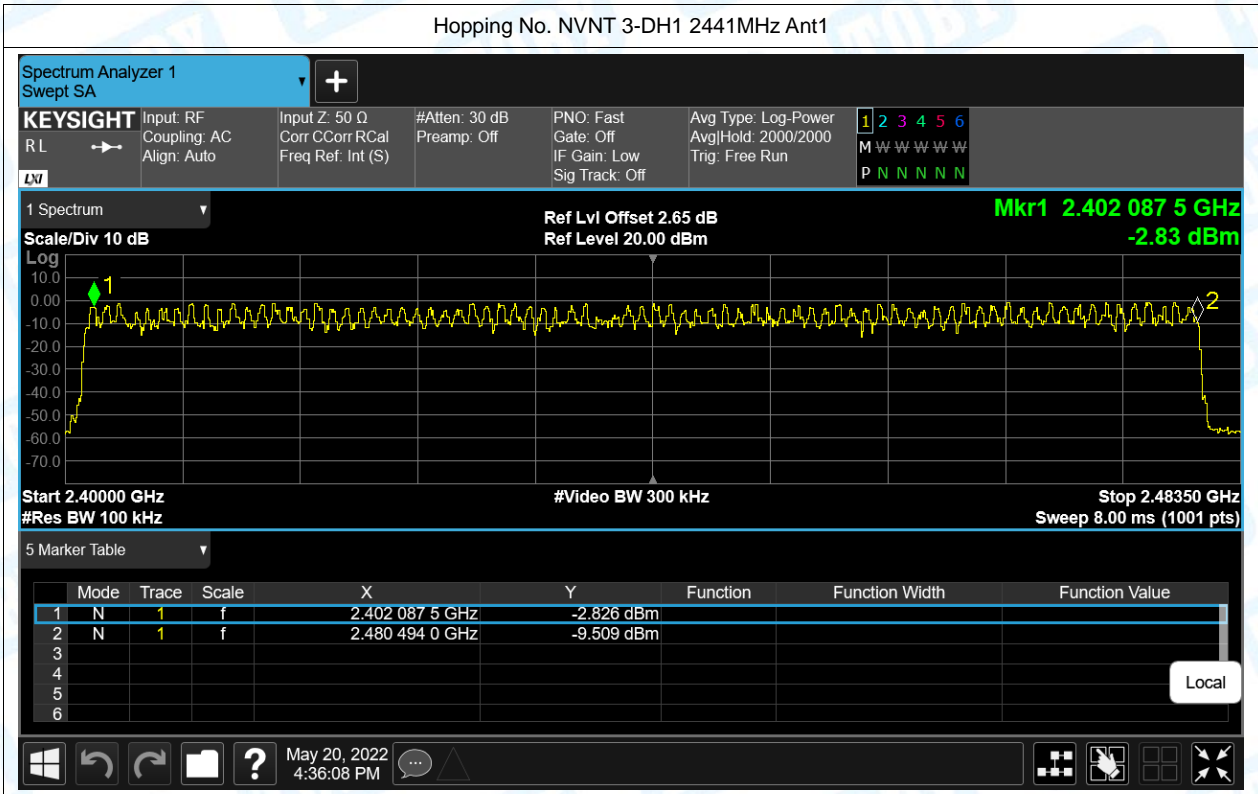 Hopping No. NVNT 3-DH1 2441MHz Ant1
Spectrum Analyzer 1
Swept SA
KEYSIGHT
RL
LXI
Input: RF
Coupling: AC
Align: Auto
Input Z: 50 Ω
Corr CCorr RCal
Freq Ref: Int (S)
#Atten: 30 dB
Preamp: Off
PNO: Fast
Gate: Off
IF Gain: Low
Sig Track: Off
Avg Type: Log-Power
Avg|Hold: 2000/2000
Trig: Free Run
1 2 3 4 5 6
M W W W W W
P N N N N N
1 Spectrum
Scale/Div 10 dB
Ref Lvl Offset 2.65 dB
Ref Level 20.00 dBm
Mkr1 2.402 087 5 GHz
-2.83 dBm
Log
10.0
0.00
-10.0
-20.0
-30.0
-40.0
-50.0
-60.0
-70.0
1
2
Start 2.40000 GHz
#Res BW 100 kHz
#Video BW 300 kHz
Stop 2.48350 GHz
Sweep 8.00 ms (1001 pts)
5 Marker Table
Mode Trace Scale X Y Function Function Width Function Value
1 N 1 f 2.402 087 5 GHz -2.826 dBm
2 N 1 f 2.480 494 0 GHz -9.509 dBm
3
4
5
6
Local
?
May 20, 2022
4:36:08 PM